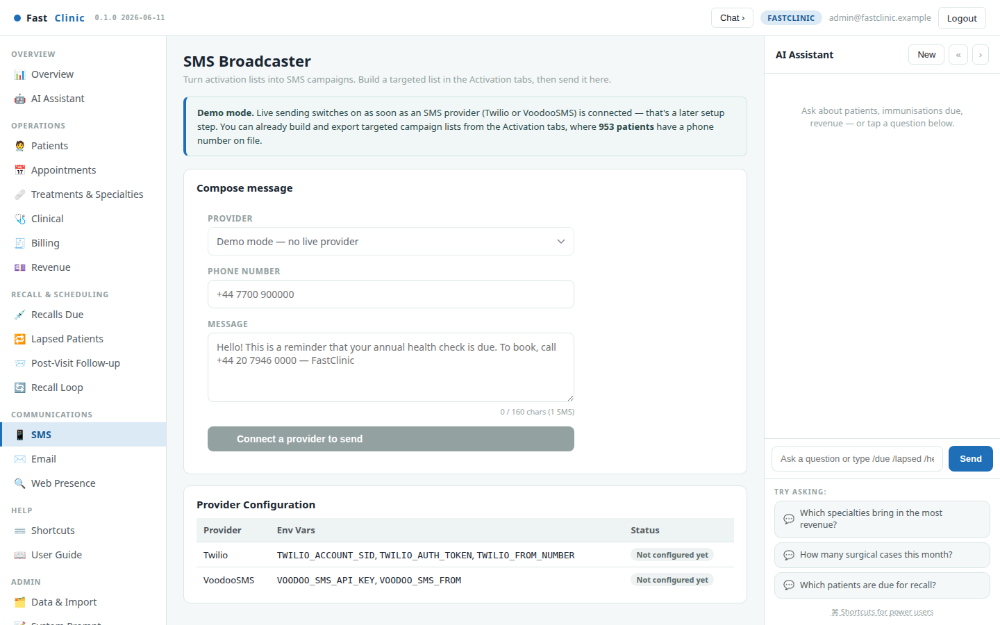 Fast Clinic 0.1.0 2026-06-11
Chat ›
FASTCLINIC
admin@fastclinic.example
Logout
OVERVIEW
Overview
AI Assistant
OPERATIONS
Patients
Appointments
Treatments & Specialties
Clinical
Billing
Revenue
RECALL & SCHEDULING
Recalls Due
Lapsed Patients
Post-Visit Follow-up
Recall Loop
COMMUNICATIONS
SMS
Email
Web Presence
HELP
Shortcuts
User Guide
ADMIN
Data & Import
System Prompt
SMS Broadcaster
Turn activation lists into SMS campaigns. Build a targeted list in the Activation tabs, then send it here.
Demo mode. Live sending switches on as soon as an SMS provider (Twilio or VoodooSMS) is connected — that's a later setup
step. You can already build and export targeted campaign lists from the Activation tabs, where 953 patients have a phone
number on file.
Compose message
PROVIDER
Demo mode — no live provider
PHONE NUMBER
+44 7700 900000
MESSAGE
Hello! This is a reminder that your annual health check is due. To book, call
+44 20 7946 0000 — FastClinic
0 / 160 chars (1 SMS)
Connect a provider to send
Provider Configuration
Provider Env Vars Status
Twilio TWILIO_ACCOUNT_SID, TWILIO_AUTH_TOKEN, TWILIO_FROM_NUMBER Not configured yet
VoodooSMS VOODOO_SMS_API_KEY, VOODOO_SMS_FROM Not configured yet
AI Assistant
New
«
›
Ask about patients, immunisations due,
revenue — or tap a question below.
Ask a question or type /due /lapsed /he
Send
TRY ASKING:
Which specialties bring in the most
revenue?
How many surgical cases this month?
Which patients are due for recall?
⌘ Shortcuts for power users